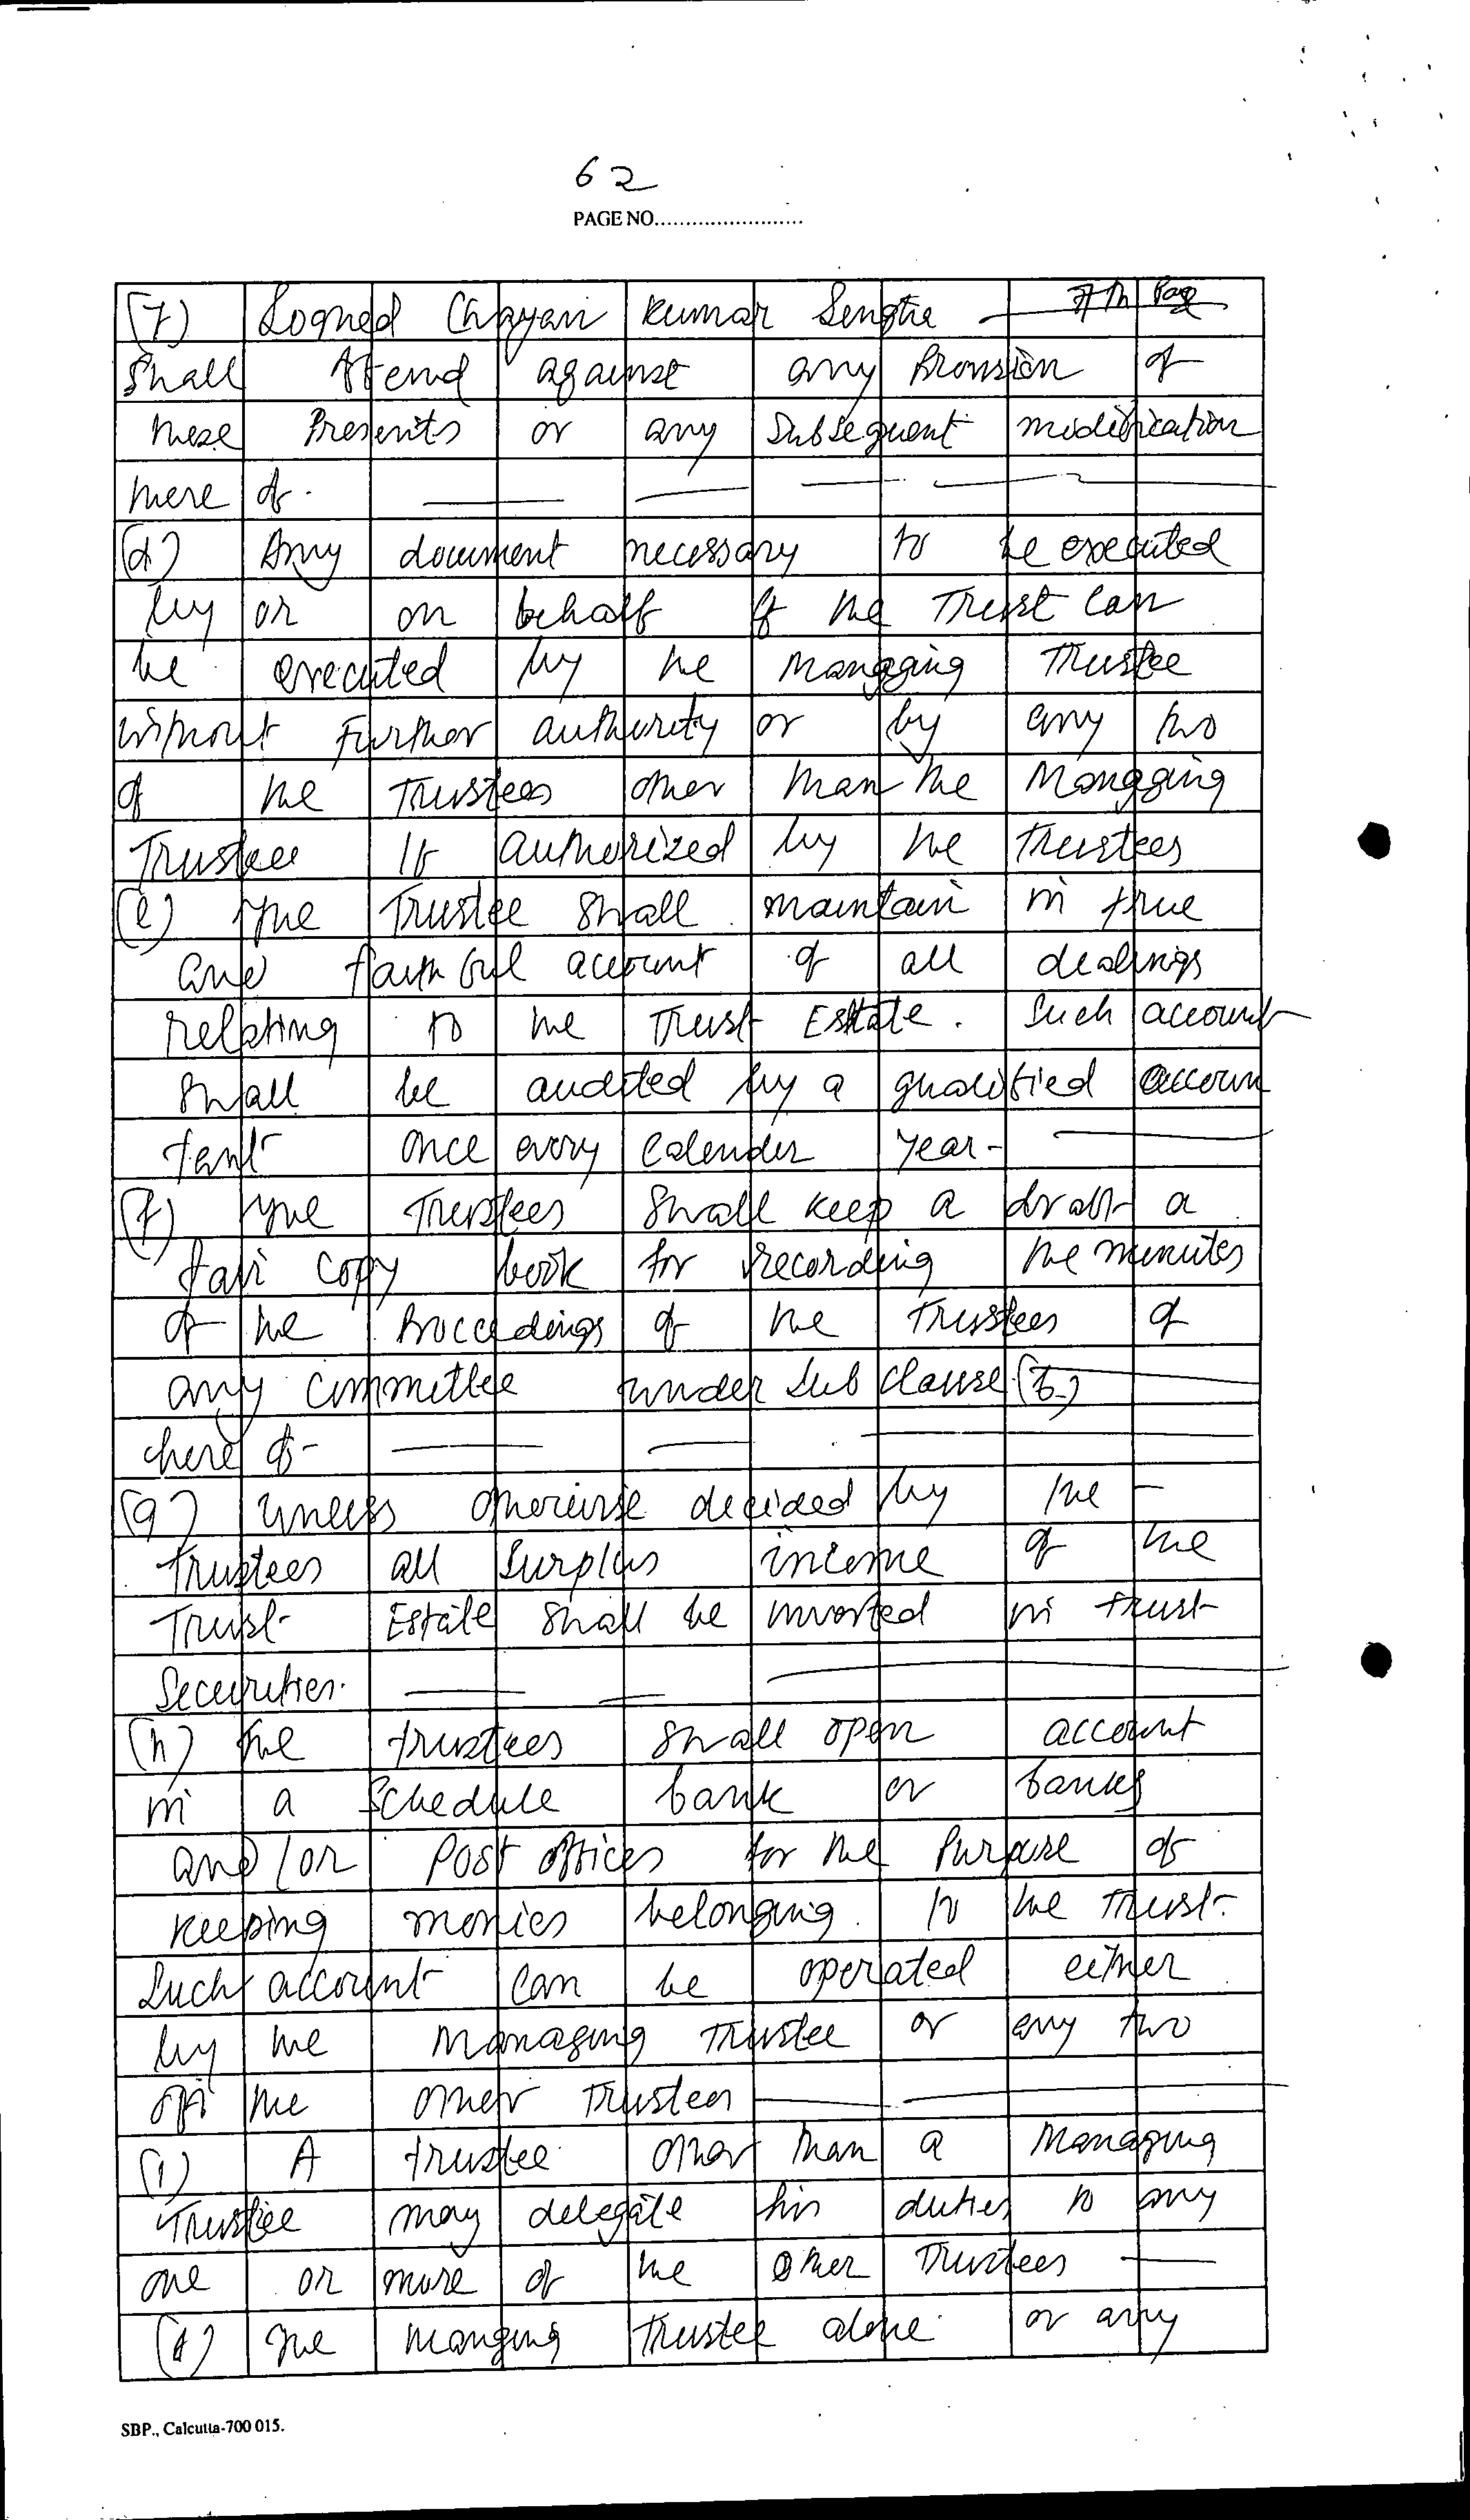 62
PAGE NO........................
(7) Signed Chayan Kumar Sengta — 7th Page
Shall offend against any Provision of
these Presents or any Subsequent modification
there of.
(d) Any document necessary to be executed
by or on behalf of the Trust can
be executed by the Managing Trustee
without Further authority or by any two
of the Trustees other than the Managing
Trustee If authorized by the Trustees
(e) The Trustee shall maintain in true
and faithful account of all dealings
relating to the Trust Estate. Such account
Shall be audited by a qualified accoun
tant once every Calender Year-
(f) The Trustees Shall keep a draft a
fair copy book for recording the minutes
of the Proceedings of the Trustees of
any Committee under Sub Clause (b)
here of-
(g) Unless otherwise decided by the -
Trustees all Surplus income of the
Trust Estate Shall be invested in trust
Securities.
(h) The trustees Shall open account
in a Schedule bank or banks
and/or Post offices for the Purpose of
Keeping monies belonging to the Trust.
Such account can be operated either
by the Managing Trustee or any two
of the other Trustees
(i) A trustee other than a Managing
Trustee may delegate his duties to any
one or more of the other Trustees
The Manging Trustee alone or any
SBP., Calcutta-700 015.